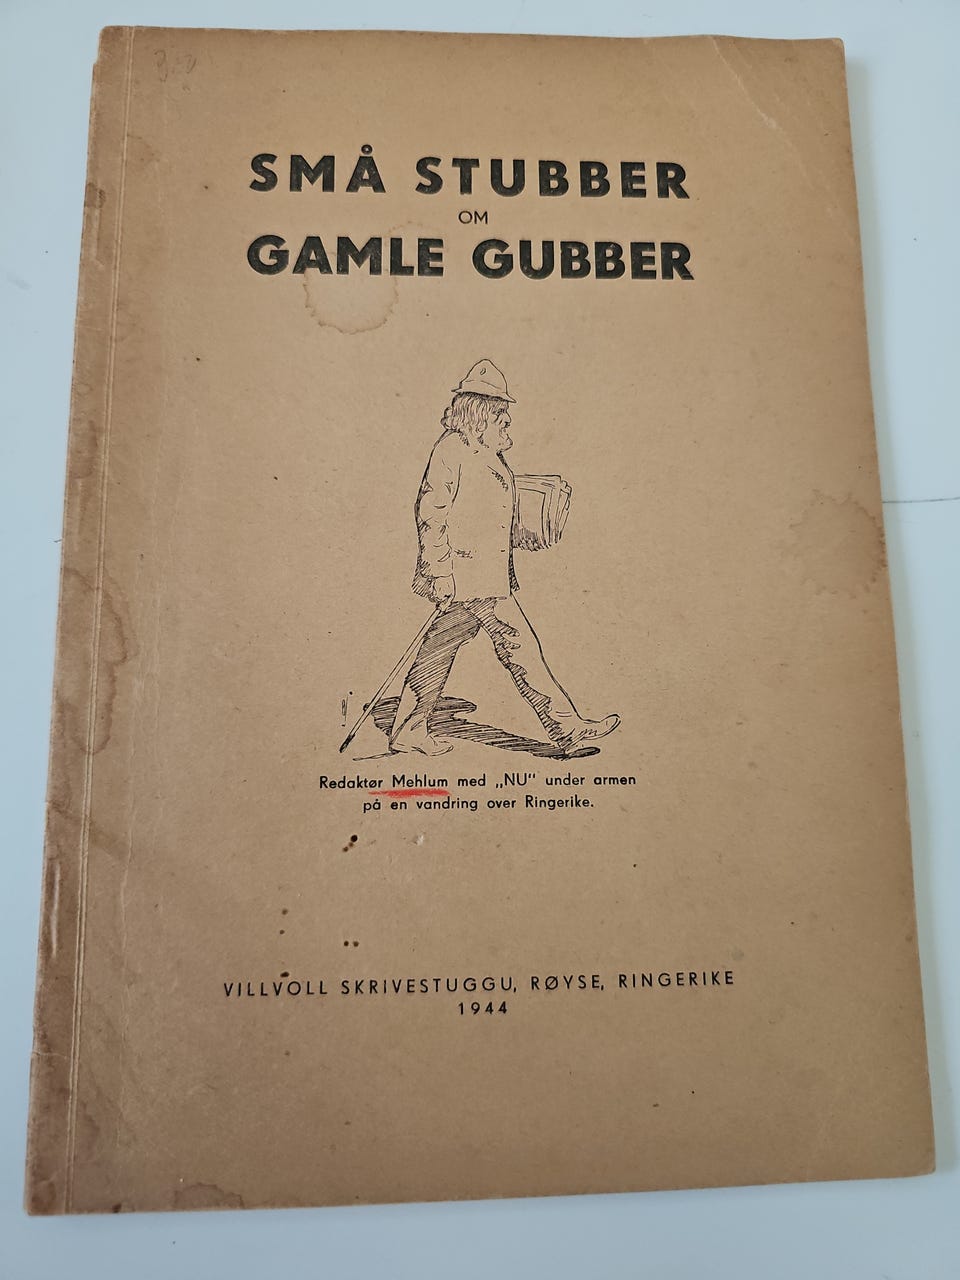 SMÅ STUBBER
OM
GAMLE GUBBER
Redaktør Mehlum med „NU" under armen
på en vandring over Ringerike.
VILLVOLL SKRIVESTUGGU, RØYSE, RINGERIKE
1944